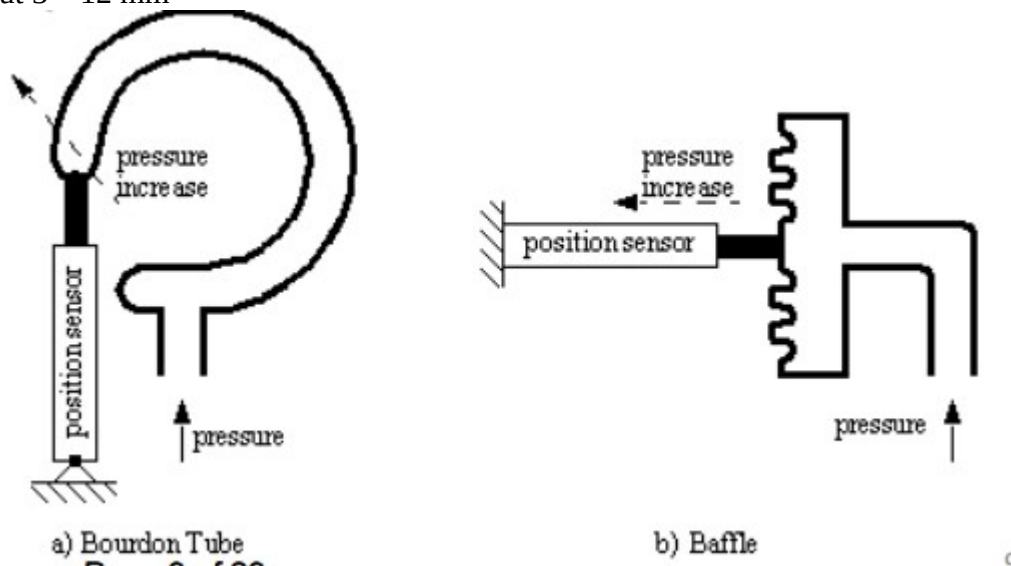 pressure
increase
position sensor
pressure
a) Bourdon Tube
pressure
increase
position sensor
pressure
b) Baffle